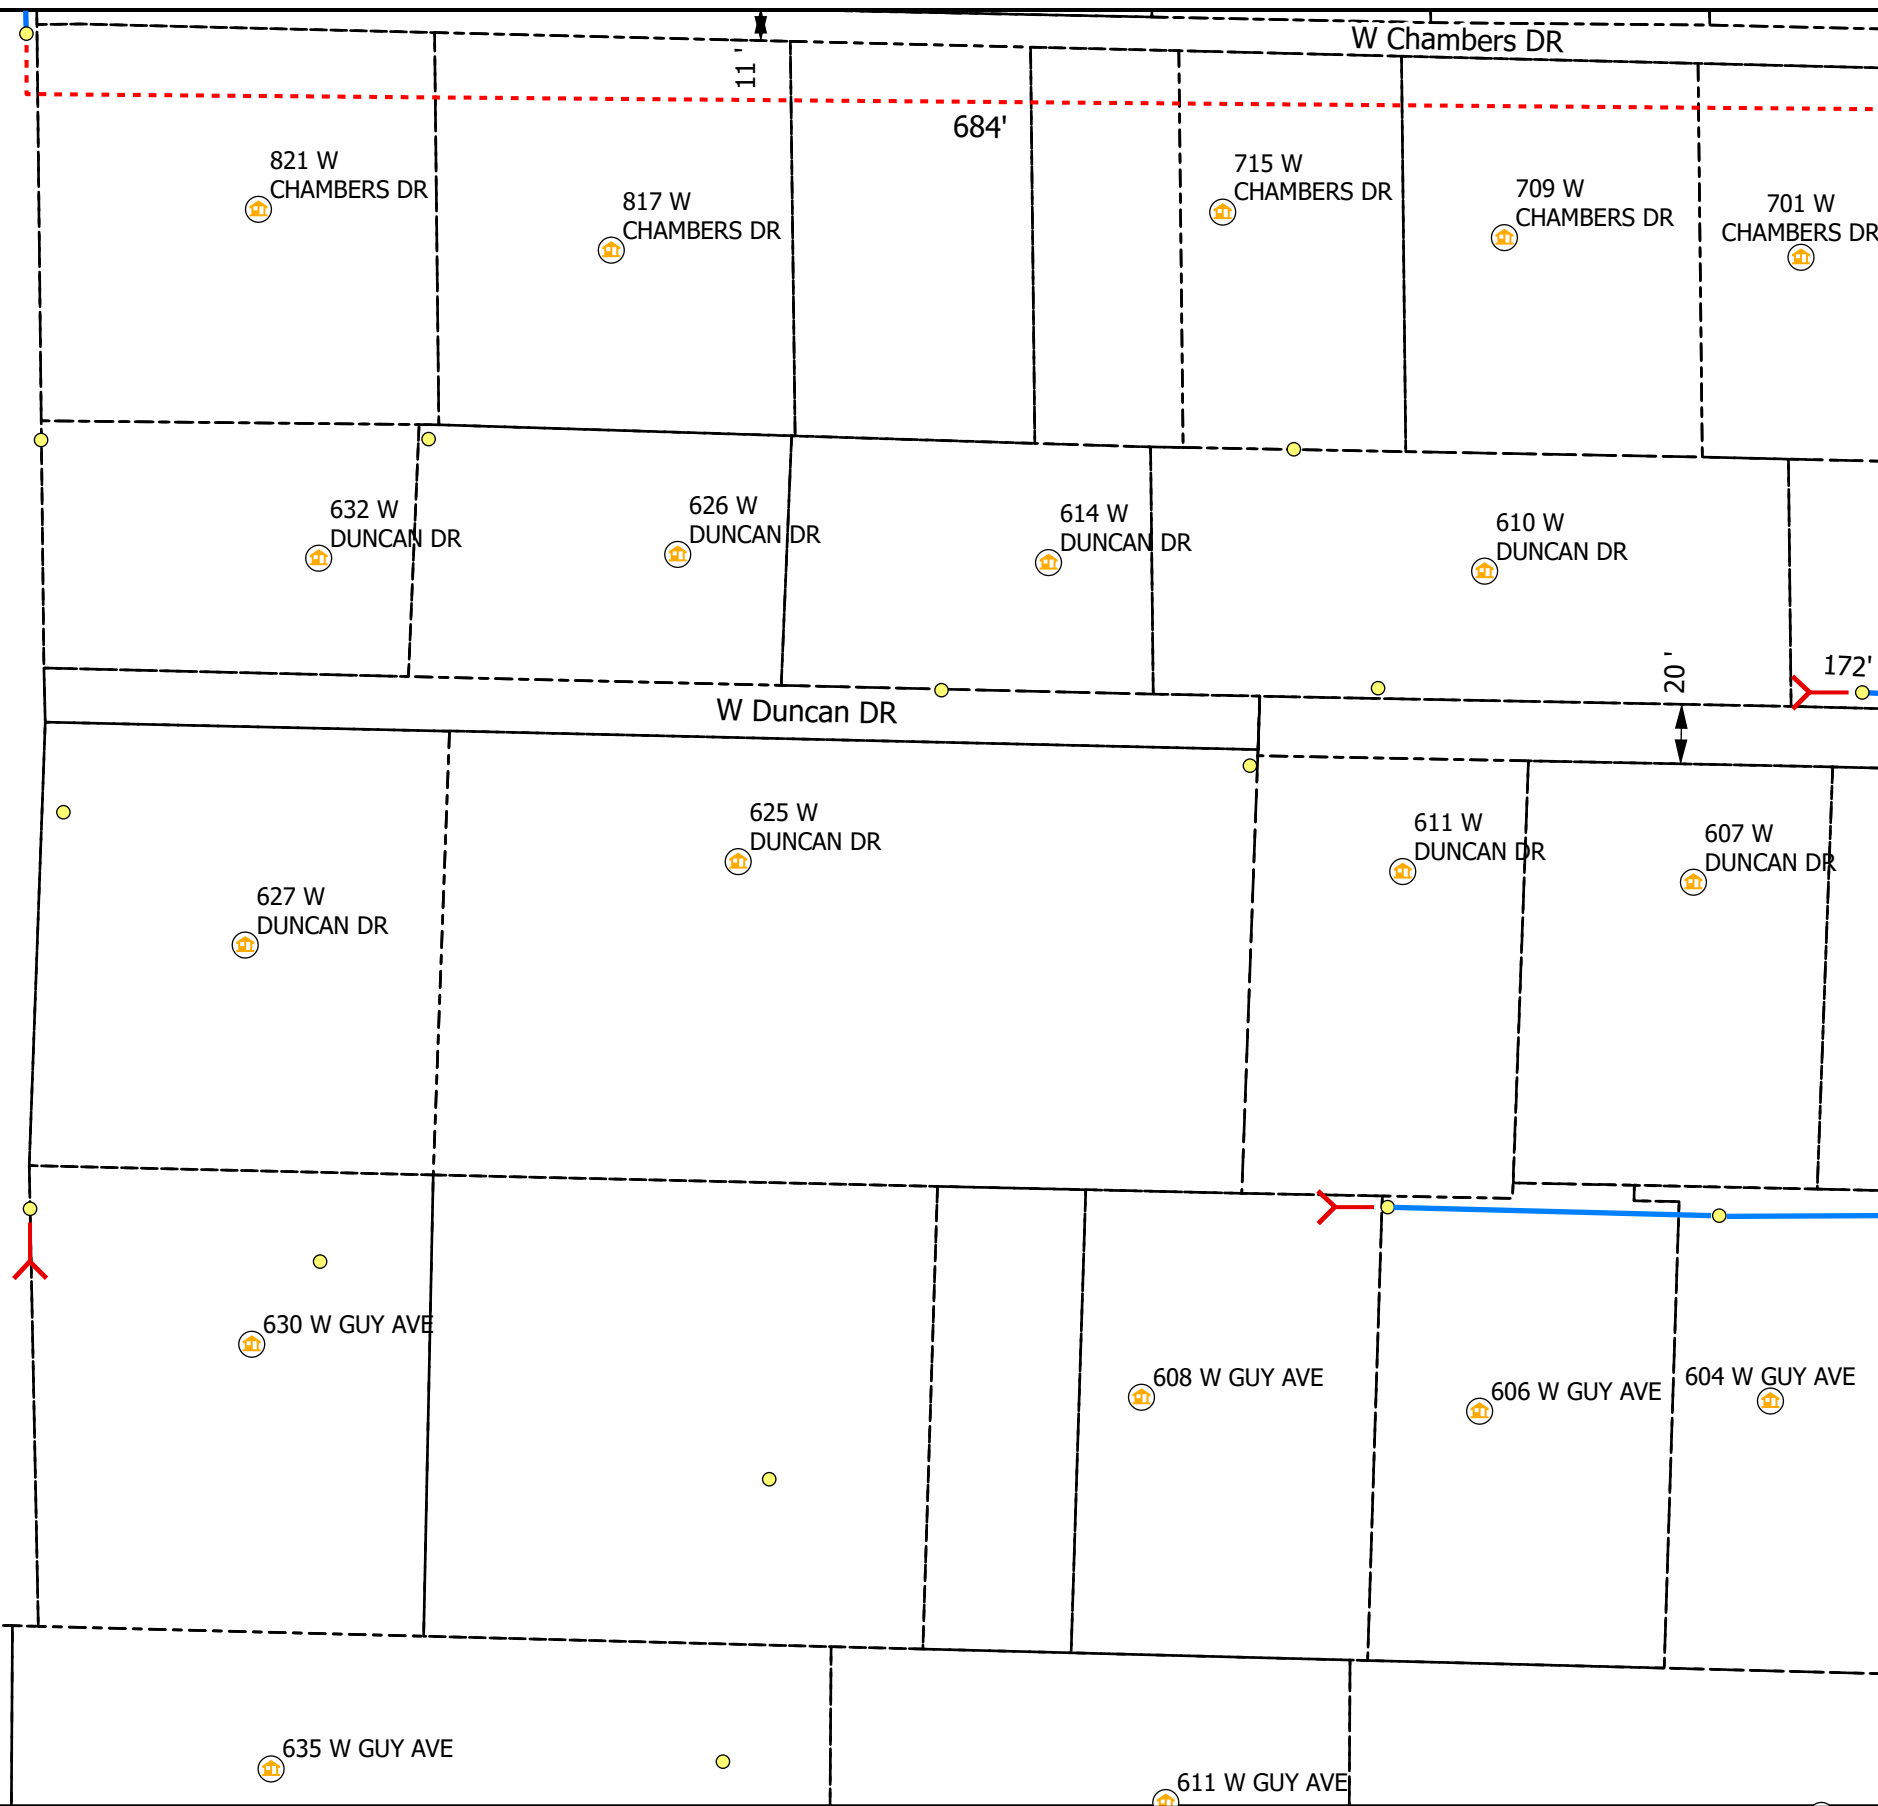 W Chambers DR
11 '
684'
821 W
CHAMBERS DR
817 W
CHAMBERS DR
715 W
CHAMBERS DR
709 W
CHAMBERS DR
701 W
CHAMBERS DR
632 W
DUNCAN DR
626 W
DUNCAN DR
614 W
DUNCAN DR
610 W
DUNCAN DR
20 '
172'
W Duncan DR
625 W
DUNCAN DR
611 W
DUNCAN DR
607 W
DUNCAN DR
627 W
DUNCAN DR
630 W GUY AVE
608 W GUY AVE
606 W GUY AVE
604 W GUY AVE
635 W GUY AVE
611 W GUY AVE